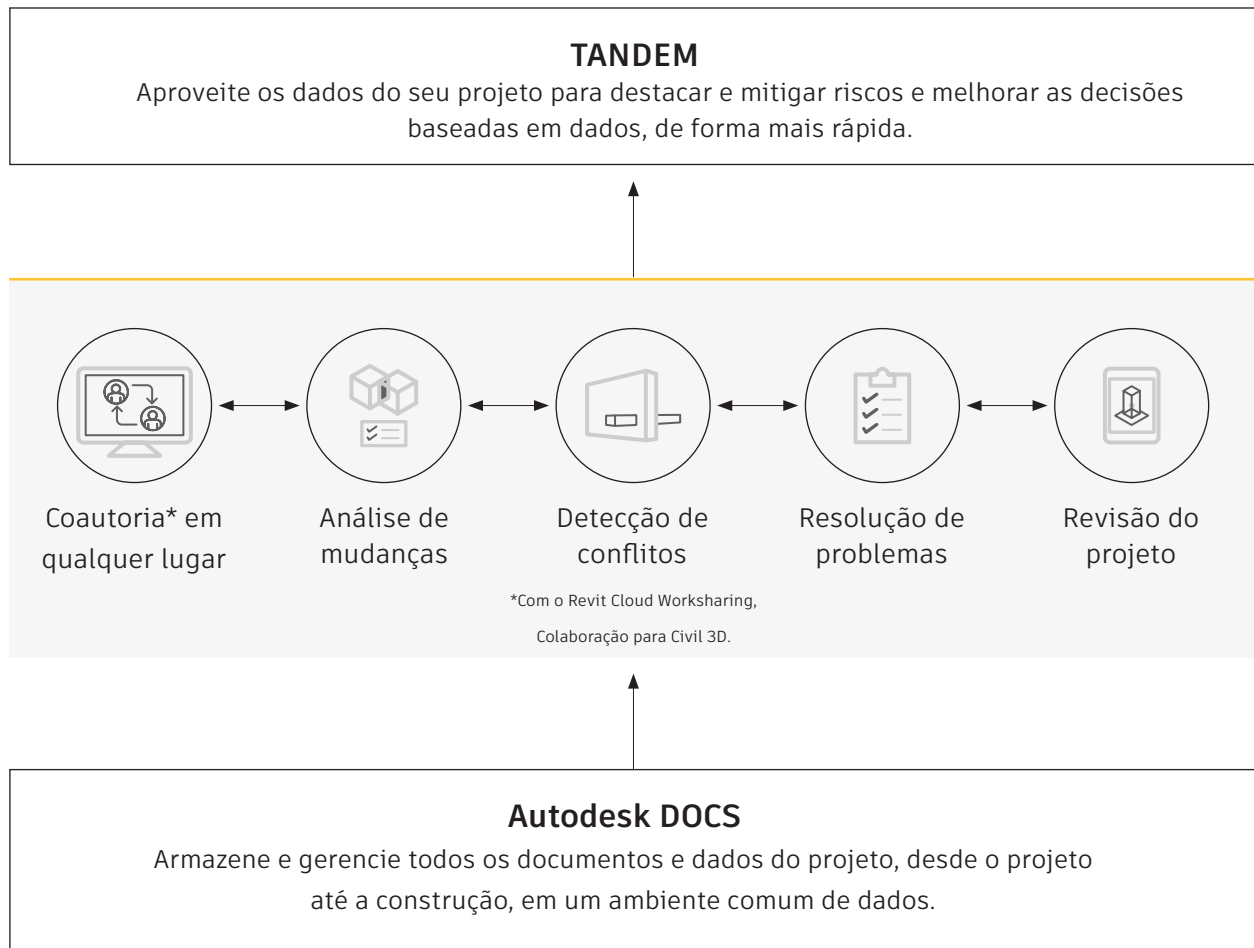 TANDEM
Aproveite os dados do seu projeto para destacar e mitigar riscos e melhorar as decisões
baseadas em dados, de forma mais rápida.
Coautoria* em
qualquer lugar
Análise de
mudanças
Detecção de
conflitos
Resolução de
problemas
Revisão do
projeto
*Com o Revit Cloud Worksharing,
Colaboração para Civil 3D.
Autodesk DOCS
Armazene e gerencie todos os documentos e dados do projeto, desde o projeto
até a construção, em um ambiente comum de dados.